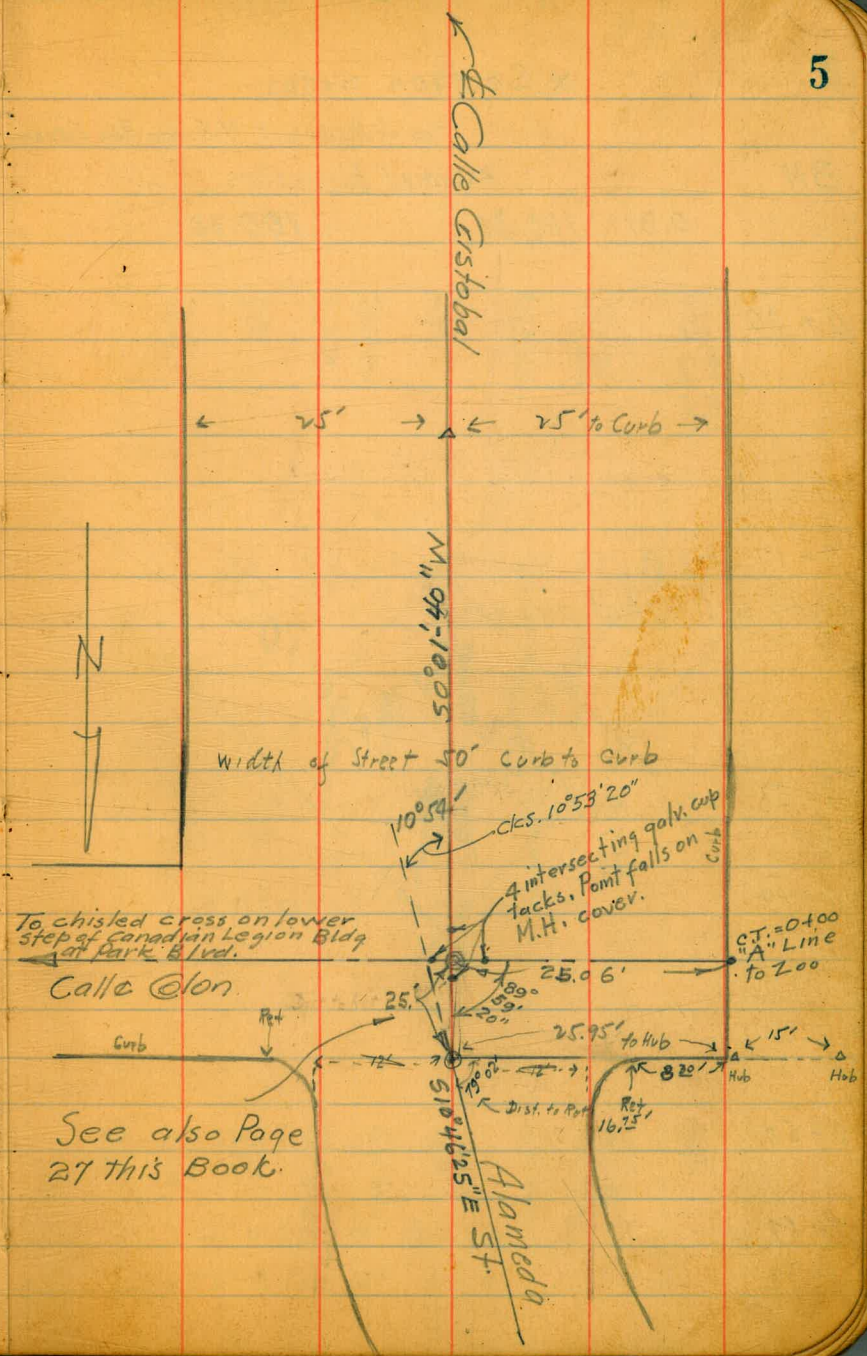 5
℄ Calle Cristobal
25'
25' to Curb
N
S0°01'-46" W
Width of Street 50' Curb to Curb
10°54'
cks. 10°53'20"
4 intersecting galv. cup
tacks. Point falls on
M.H. cover.
Curb
To chisled cross on lower
step of Canadian Legion Bldg
at Park Blvd.
C.T. = 0+00
"A" Line
to Zoo
25.06'
Calle Colon
25.'
89°
59'
20"
Ret
Curb
25.95'
to Hub
15'
12'
12'
8 20'
Hub
Hub
Dist. to Ret
Ret
16.75'
S10°46'25"E
See also Page
27 this Book.
Alameda
St.